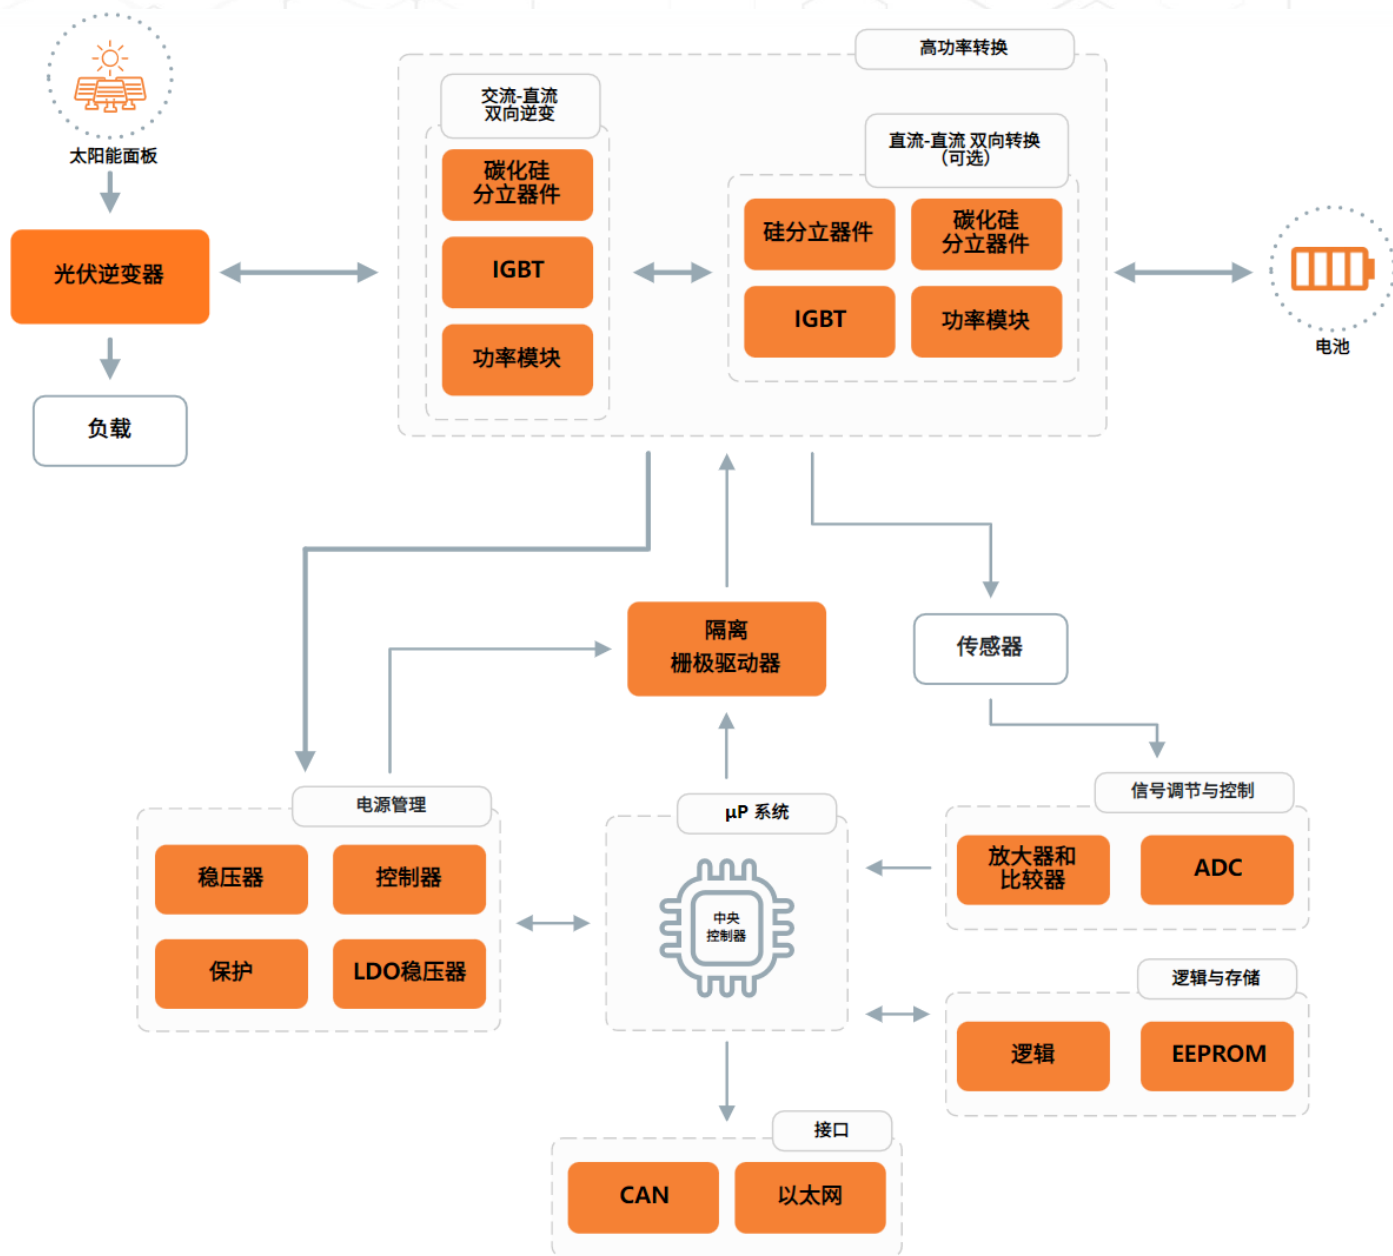 高功率转换
交流-直流
双向逆变
太阳能面板
直流-直流 双向转换
（可选）
碳化硅
分立器件
硅分立器件
碳化硅
分立器件
光伏逆变器
IGBT
IGBT
功率模块
功率模块
电池
负载
隔离
栅极驱动器
传感器
电源管理
μP 系统
信号调节与控制
稳压器
控制器
放大器和
比较器
ADC
中央
控制器
保护
LDO稳压器
逻辑与存储
逻辑
EEPROM
接口
CAN
以太网